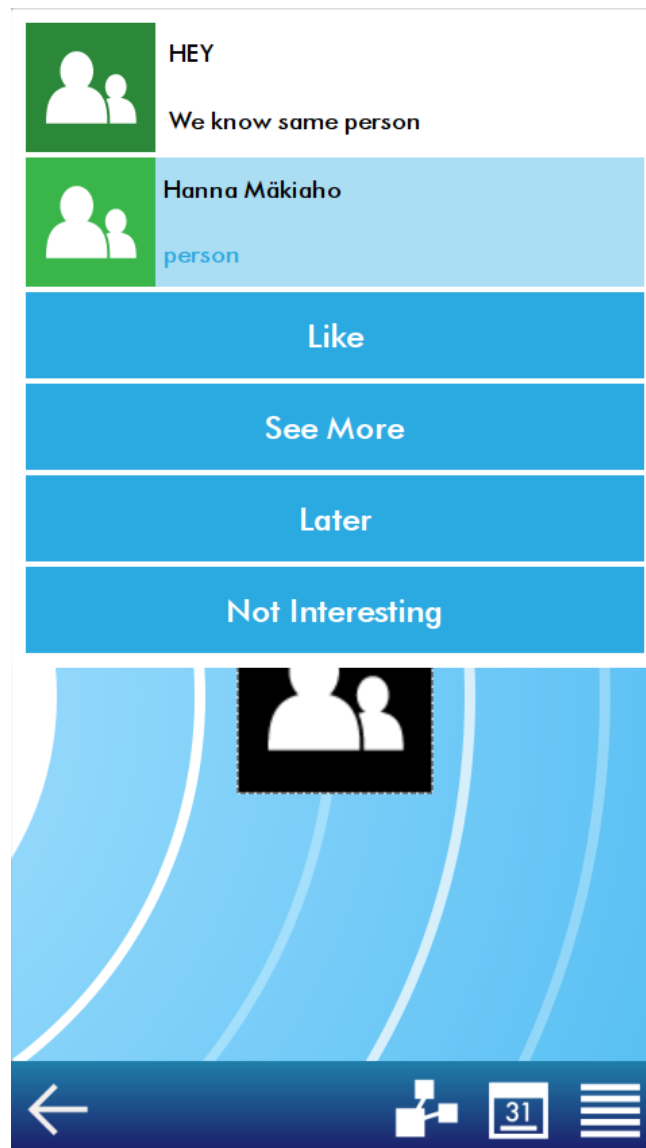 HEY
We know same person
Hanna Mäkiaho
person
Like
See More
Later
Not Interesting
31